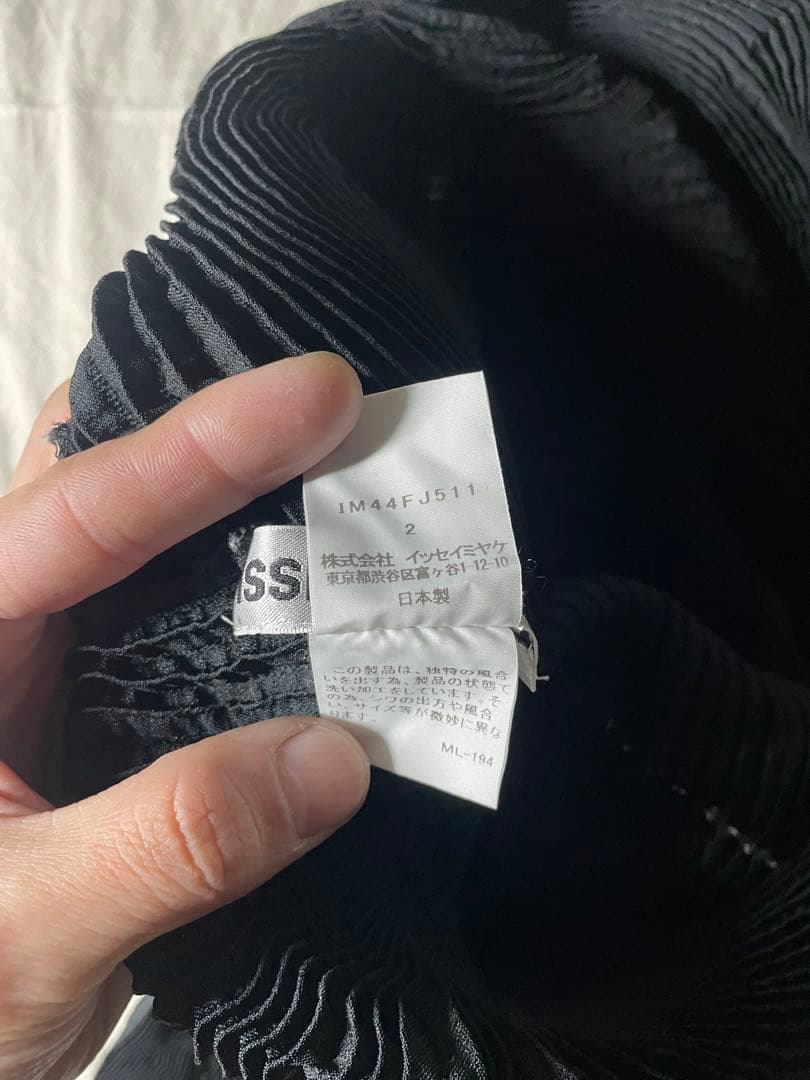 IM44FJ511
2
株式会社 イッセイミヤケ
東京都渋谷区富ヶ谷1-12-10
日本製
SS
この製品は、独特の風合
いを出す為、製品の状態で
洗い加工をしています。そ
の為、シワの出方や風合
い、サイズ等が微妙に異な
ります。
ML-194